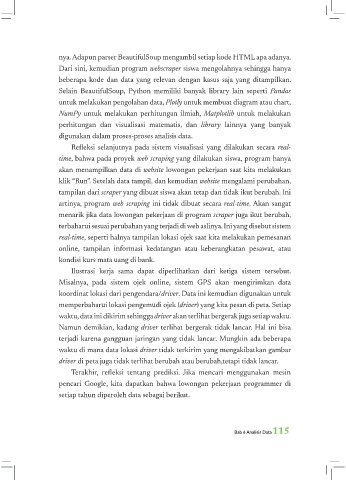 nya. Adapun parser BeautifulSoup mengambil setiap kode HTML apa adanya.
Dari sini, kemudian program webscraper siswa mengolahnya sehingga hanya
beberapa kode dan data yang relevan dengan kasus saja yang ditampilkan.
Selain BeautifulSoup, Python memiliki banyak library lain seperti Pandas
untuk melakukan pengolahan data, Plotly untuk membuat diagram atau chart,
NumPy untuk melakukan perhitungan ilmiah, Matplotlib untuk melakukan
perhitungan dan visualisasi matematis, dan library lainnya yang banyak
digunakan dalam proses-proses analisis data.
Refleksi selanjutnya pada sistem visualisasi yang dilakukan secara real-
time, bahwa pada proyek web scraping yang dilakukan siswa, program hanya
akan menampilkan data di website lowongan pekerjaan saat kita melakukan
klik “Run”. Setelah data tampil, dan kemudian website mengalami perubahan,
tampilan dari scraper yang dibuat siswa akan tetap dan tidak ikut berubah. Ini
artinya, program web scraping ini tidak dibuat secara real-time. Akan sangat
menarik jika data lowongan pekerjaan di program scraper juga ikut berubah,
terbaharui sesuai perubahan yang terjadi di web aslinya. Ini yang disebut sistem
real-time, seperti halnya tampilan lokasi ojek saat kita melakukan pemesanan
online, tampilan informasi kedatangan atau keberangkatan pesawat, atau
kondisi kurs mata uang di bank.
Ilustrasi kerja sama dapat diperlihatkan dari ketiga sistem tersebut.
Misalnya, pada sistem ojek online, sistem GPS akan mengirimkan data
koordinat lokasi dari pengendara/driver. Data ini kemudian digunakan untuk
memperbaharui lokasi pengemudi ojek (driver) yang kita pesan di peta. Setiap
waktu, data ini dikirim sehingga driver akan terlihat bergerak juga setiap waktu.
Namun demikian, kadang driver terlihat bergerak tidak lancar. Hal ini bisa
terjadi karena gangguan jaringan yang tidak lancar. Mungkin ada beberapa
waktu di mana data lokasi driver tidak terkirim yang mengakibatkan gambar
driver di peta juga tidak terlihat berubah atau berubah,tetapi tidak lancar.
Terakhir, refleksi tentang prediksi. Jika mencari menggunakan mesin
pencari Google, kita dapatkan bahwa lowongan pekerjaan programmer di
setiap tahun diperoleh data sebagai berikut.
Bab 6 Analisis Data 115